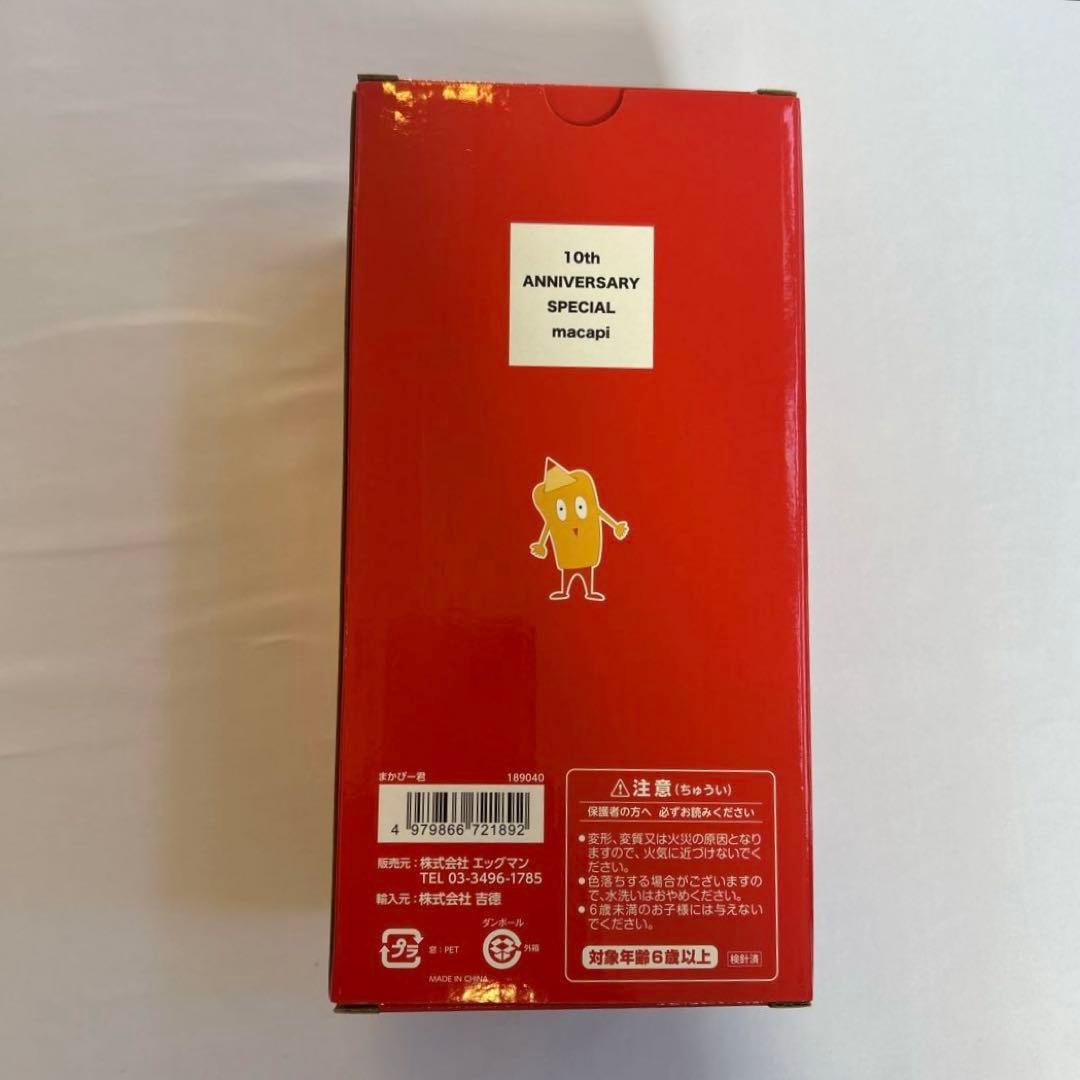 10th
ANNIVERSARY
SPECIAL
macapi
まかぴー君 189040
4 979866 721892
販売元：株式会社 エッグマン
TEL 03-3496-1785
輸入元：株式会社 吉徳
ダンボール
プラ 窓：PET 外箱
MADE IN CHINA
注意(ちゅうい)
保護者の方へ 必ずお読みください
●変形、変質又は火災の原因となり
ますので、火気に近づけないでく
ださい。
●色落ちする場合がございますの
で、水洗いはおやめください。
●6歳未満のお子様には与えない
でください。
対象年齢6歳以上 検針済